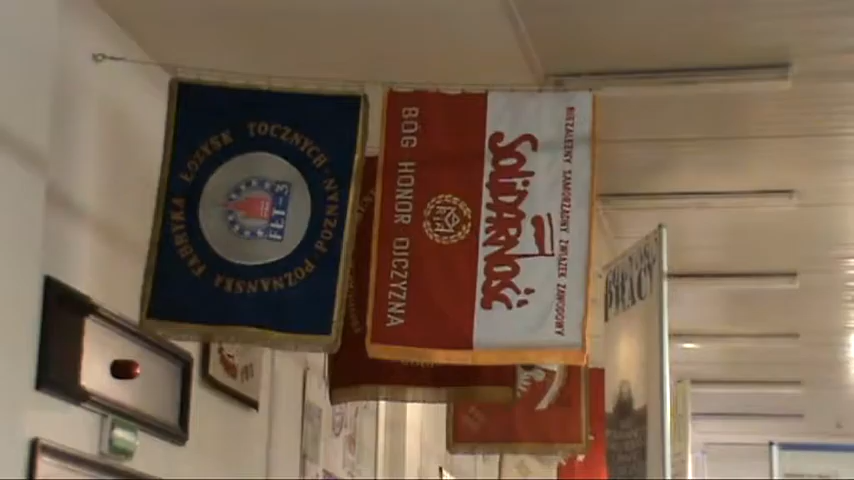 POZNAŃSKA FABRYKA ŁOŻYSK TOCZNYCH · POZNAŃ ·
FŁT-3
NIEZALEŻNY SAMORZĄDNY ZWIĄZEK ZAWODOWY
SOLIDARNOŚĆ
BÓG HONOR OJCZYZNA
PRACY